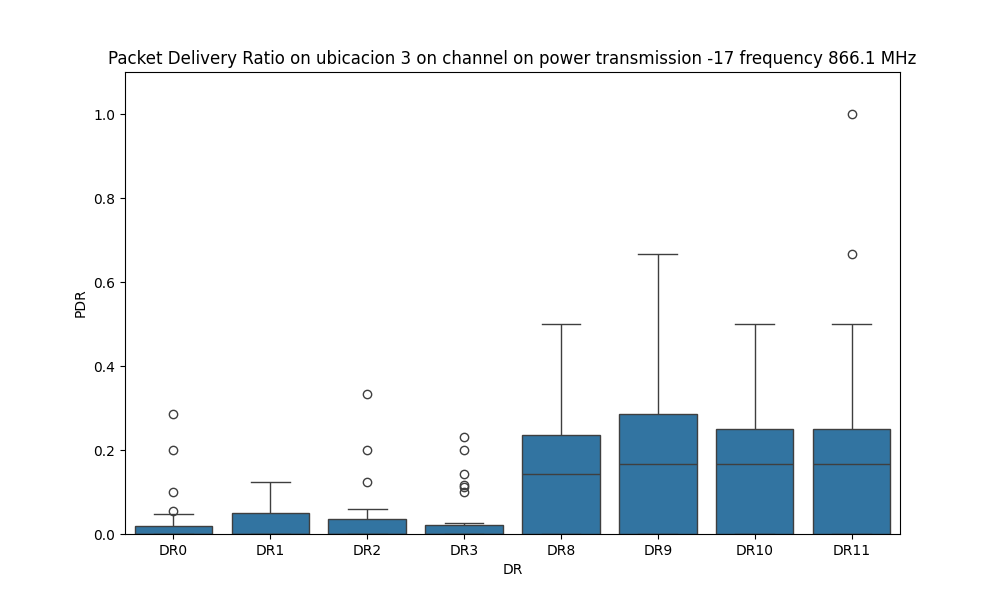 Packet Delivery Ratio on ubicacion 3 on channel on power transmission -17 frequency 866.1 MHz
1.0
0.8
0.6
0.4
0.2
0.0
PDR
DR0 DR1 DR2 DR3 DR8 DR9 DR10 DR11
DR